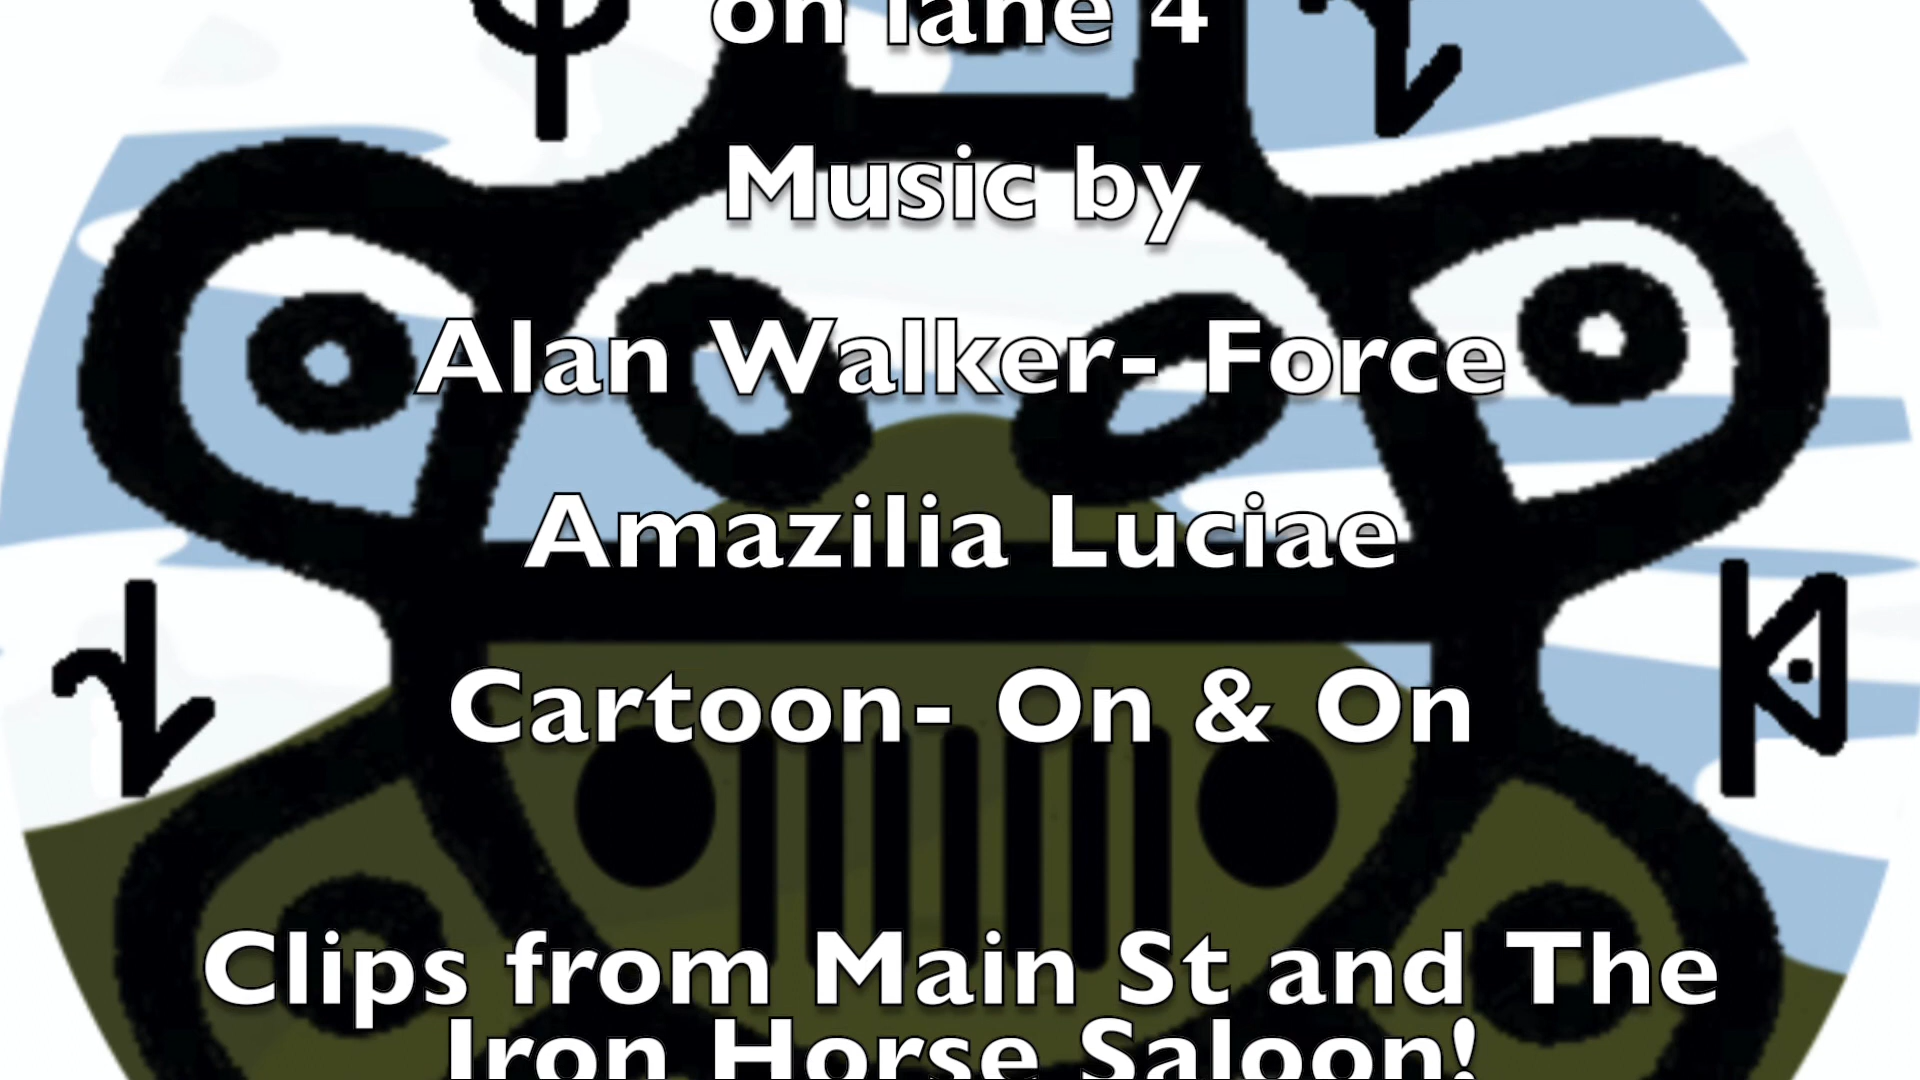 on lane 4
Music by
Alan Walker- Force
Amazilia Luciae
Cartoon- On & On
Clips from Main St and The
Iron Horse Saloon!